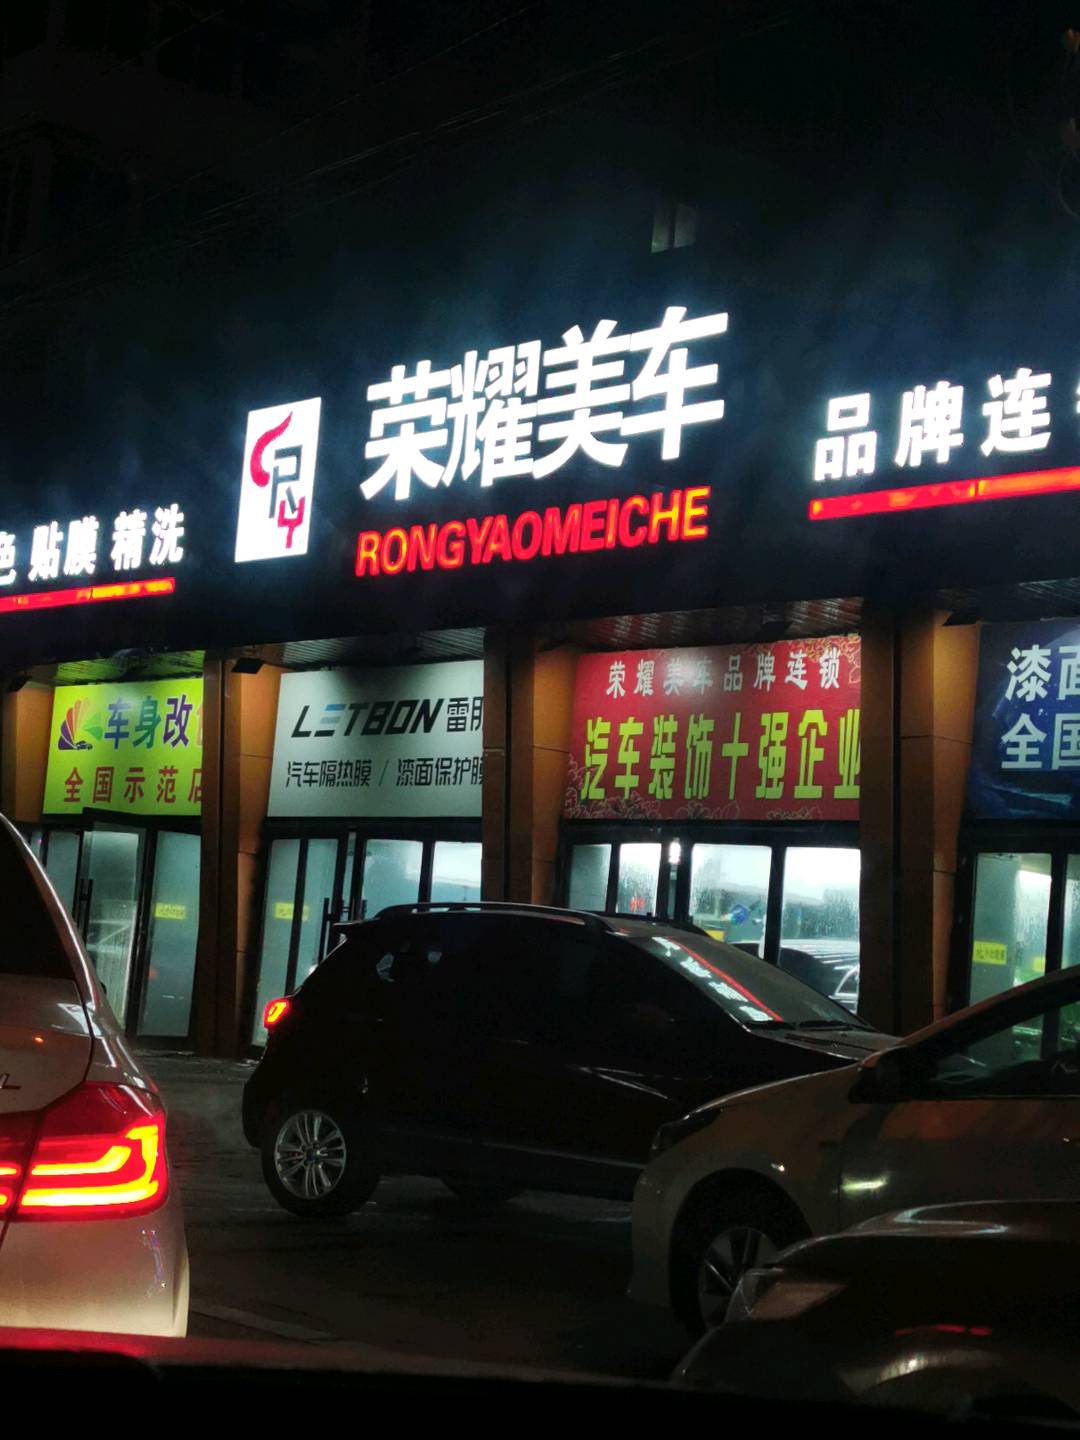 荣耀美车
RONGYAOMEICHE
贴膜 精洗
品牌连
车身改
全国示范店
LETBON 雷朋
汽车隔热膜 / 漆面保护膜
荣耀美车品牌连锁
汽车装饰十强企业
漆面
全国